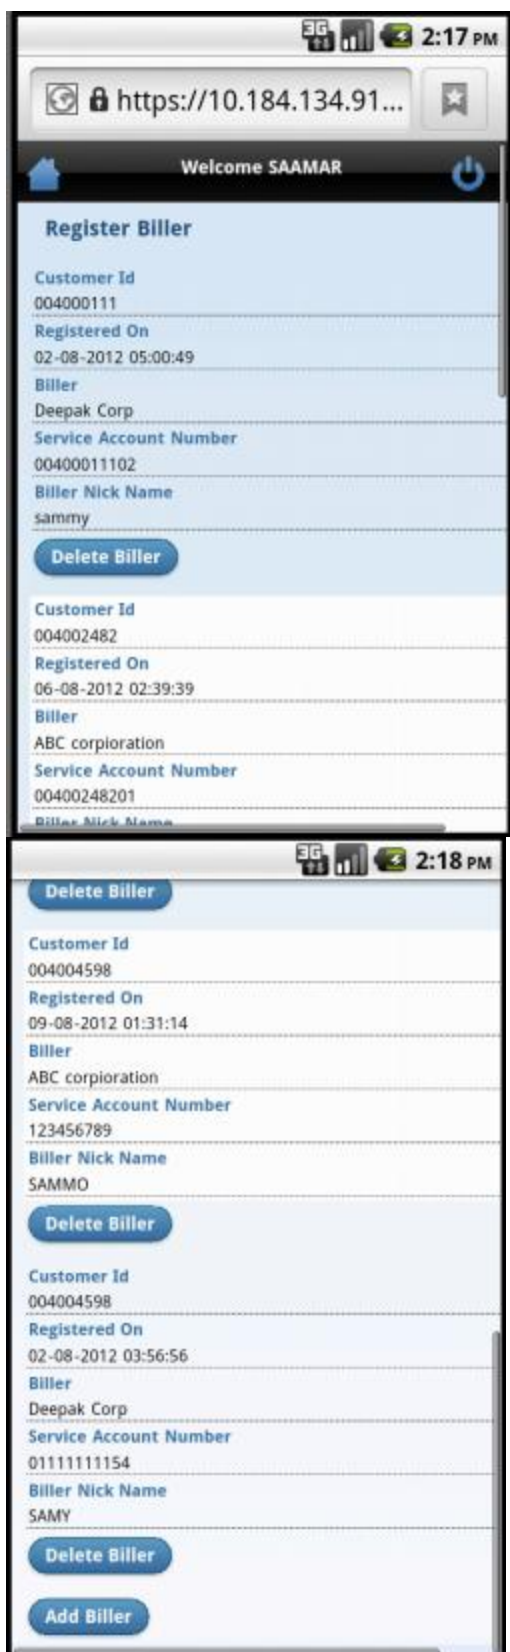 3G 2:17 PM
https://10.184.134.91...
Welcome SAAMAR
Register Biller
Customer Id
004000111
Registered On
02-08-2012 05:00:49
Biller
Deepak Corp
Service Account Number
00400011102
Biller Nick Name
sammy
Delete Biller
Customer Id
004002482
Registered On
06-08-2012 02:39:39
Biller
ABC corpioration
Service Account Number
00400248201
Biller Nick Name
3G 2:18 PM
Delete Biller
Customer Id
004004598
Registered On
09-08-2012 01:31:14
Biller
ABC corpioration
Service Account Number
123456789
Biller Nick Name
SAMMO
Delete Biller
Customer Id
004004598
Registered On
02-08-2012 03:56:56
Biller
Deepak Corp
Service Account Number
01111111154
Biller Nick Name
SAMY
Delete Biller
Add Biller